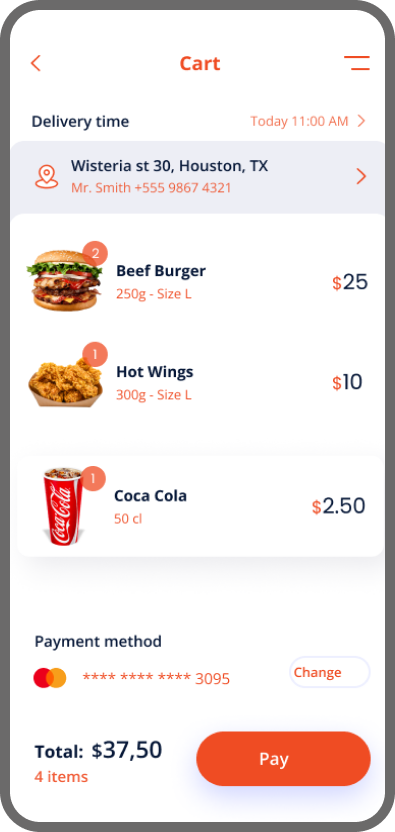 Cart
Delivery time
Today 11:00 AM
Wisteria st 30, Houston, TX
Mr. Smith +555 9867 4321
2
Beef Burger
250g - Size L
$25
1
Hot Wings
300g - Size L
$10
1
Coca-Cola
Coca Cola
50 cl
$2.50
Payment method
**** **** **** 3095
Change
Total: $37,50
4 items
Pay